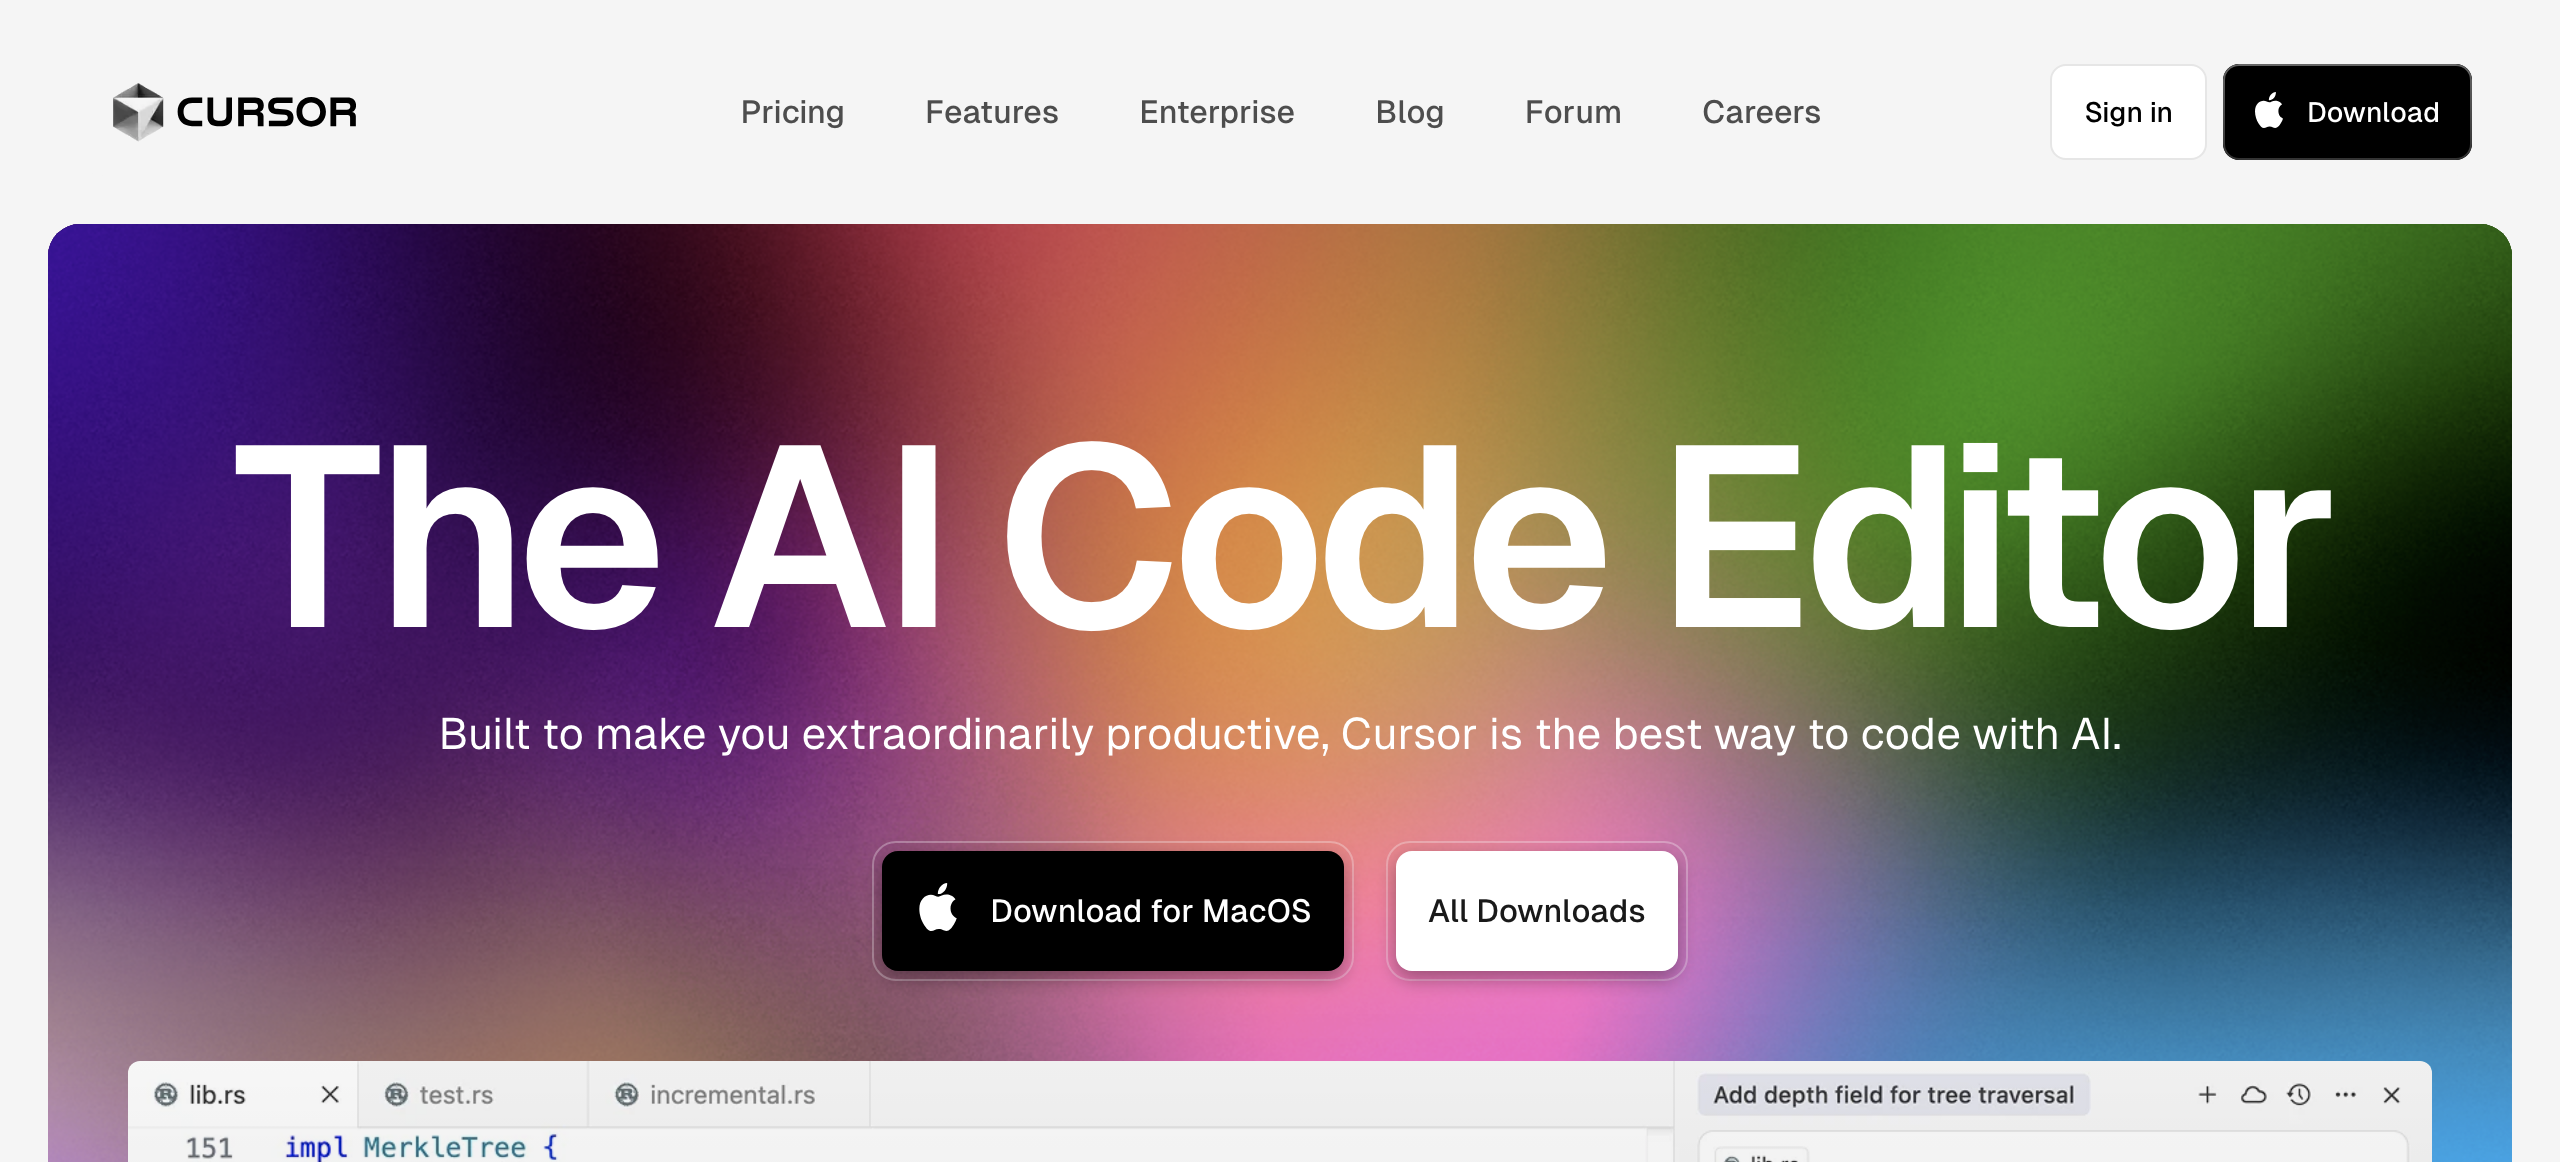 CURSOR
Pricing
Features
Enterprise
Blog
Forum
Careers
Sign in
Download
The AI Code Editor
Built to make you extraordinarily productive, Cursor is the best way to code with AI.
Download for MacOS
All Downloads
lib.rs
test.rs
incremental.rs
Add depth field for tree traversal
151 impl MerkleTree {
lib.rs